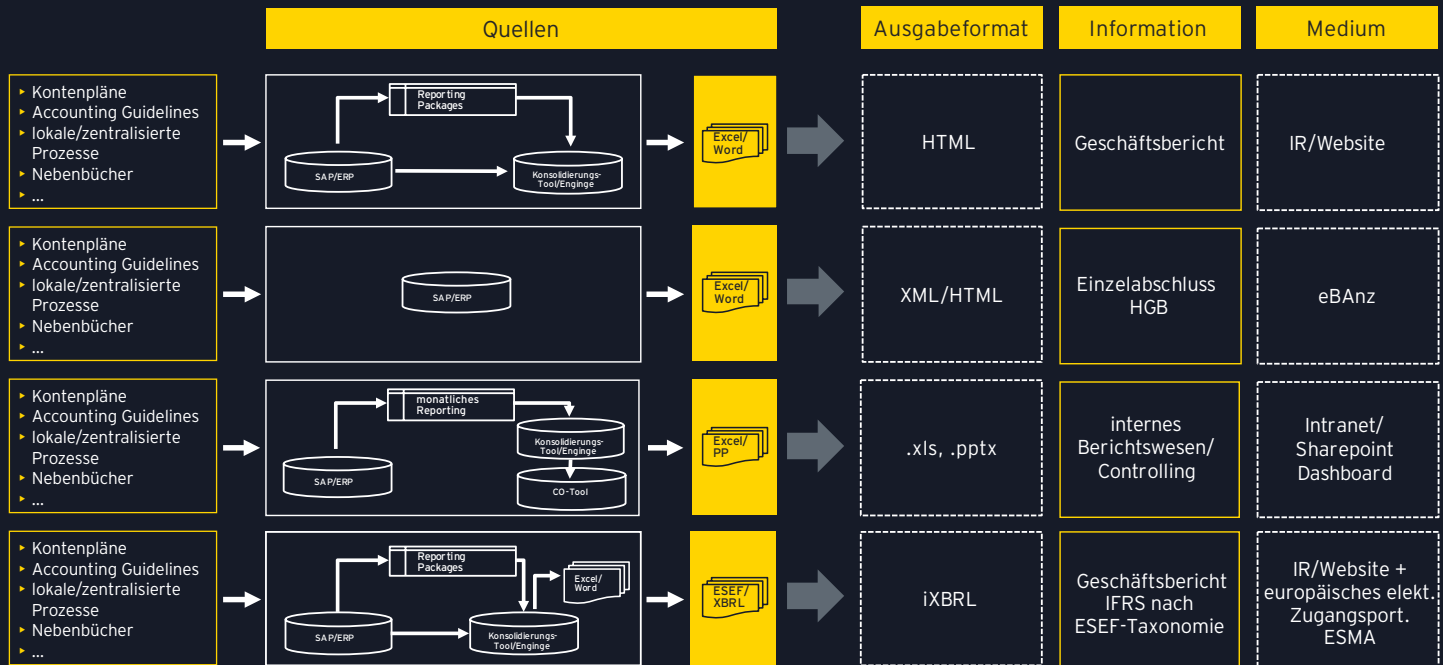 Quellen
Ausgabeformat
Information
Medium
▸ Kontenpläne
▸ Accounting Guidelines
▸ lokale/zentralisierte
Prozesse
▸ Nebenbücher
▸ ...
Reporting
Packages
SAP/ERP
Konsolidierungs-
Tool/Enginge
Excel/
Word
HTML
Geschäftsbericht
IR/Website
▸ Kontenpläne
▸ Accounting Guidelines
▸ lokale/zentralisierte
Prozesse
▸ Nebenbücher
▸ ...
SAP/ERP
Excel/
Word
XML/HTML
Einzelabschluss
HGB
eBAnz
▸ Kontenpläne
▸ Accounting Guidelines
▸ lokale/zentralisierte
Prozesse
▸ Nebenbücher
▸ ...
monatliches
Reporting
SAP/ERP
Konsolidierungs-
Tool/Enginge
CO-Tool
Excel/
PP
.xls, .pptx
internes
Berichtswesen/
Controlling
Intranet/
Sharepoint
Dashboard
▸ Kontenpläne
▸ Accounting Guidelines
▸ lokale/zentralisierte
Prozesse
▸ Nebenbücher
▸ ...
Reporting
Packages
SAP/ERP
Konsolidierungs-
Tool/Enginge
Excel/
Word
ESEF/
XBRL
iXBRL
Geschäftsbericht
IFRS nach
ESEF-Taxonomie
IR/Website +
europäisches elekt.
Zugangsport.
ESMA